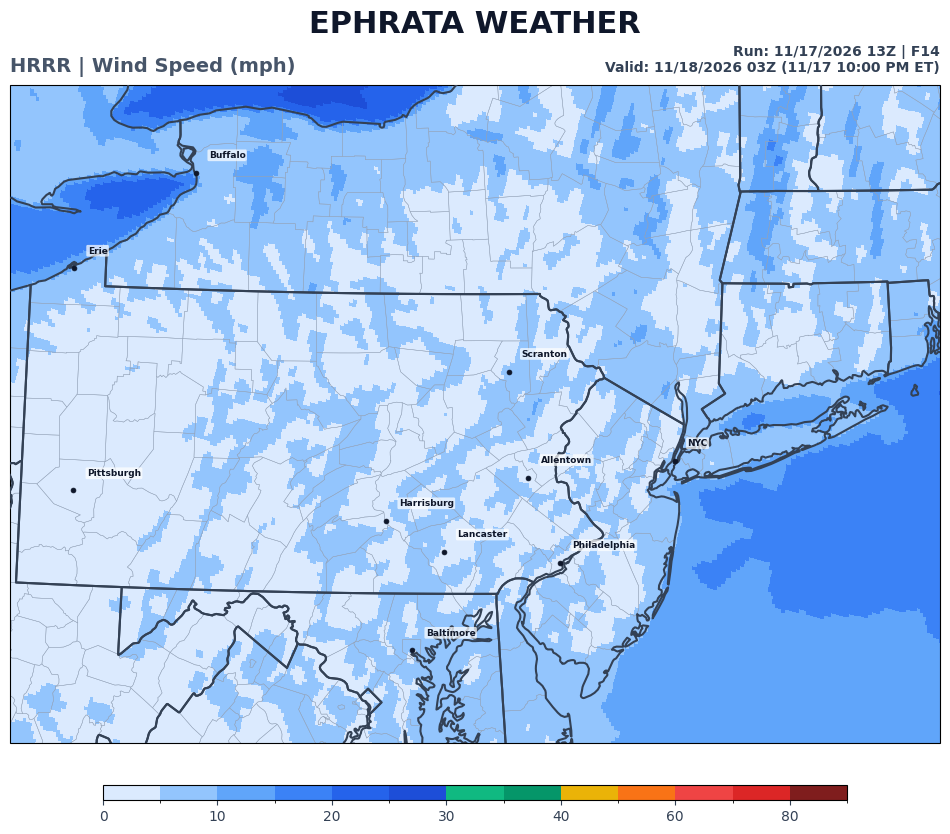 EPHRATA WEATHER
HRRR | Wind Speed (mph)
Run: 11/17/2026 13Z | F14
Valid: 11/18/2026 03Z (11/17 10:00 PM ET)
Buffalo
Erie
Scranton
NYC
Allentown
Pittsburgh
Harrisburg
Lancaster
Philadelphia
Baltimore
0 10 20 30 40 60 80